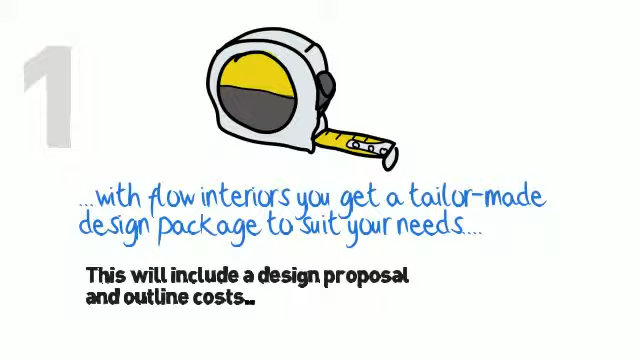 1
...with flow interiors you get a tailor-made
design package to suit your needs....
This will include a design proposal
and outline costs..